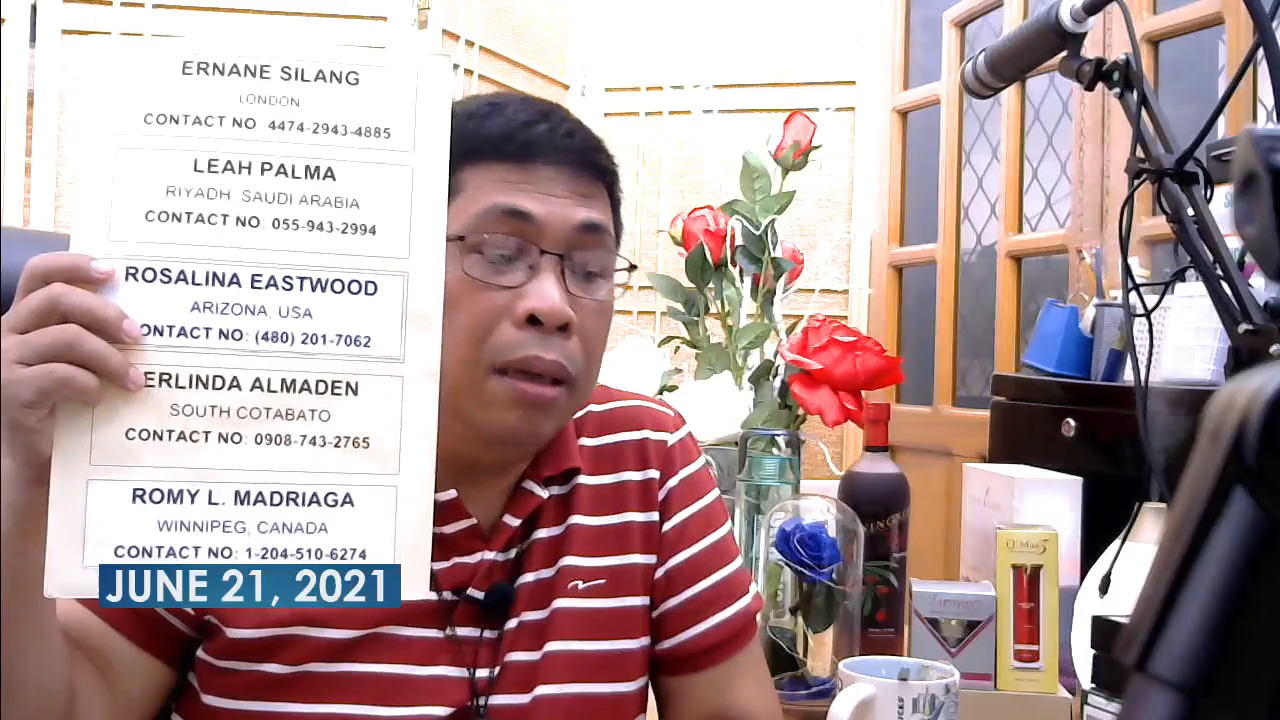 ERNANE SILANG
LONDON
CONTACT NO 4474-2943-4885
LEAH PALMA
RIYADH SAUDI ARABIA
CONTACT NO: 055-943-2994
ROSALINA EASTWOOD
ARIZONA, USA
ONTACT NO: (480) 201-7062
ERLINDA ALMADEN
SOUTH COTABATO
CONTACT NO: 0908-743-2765
ROMY L. MADRIAGA
WINNIPEG, CANADA
CONTACT NO: 1-204-510-6274
JUNE 21, 2021